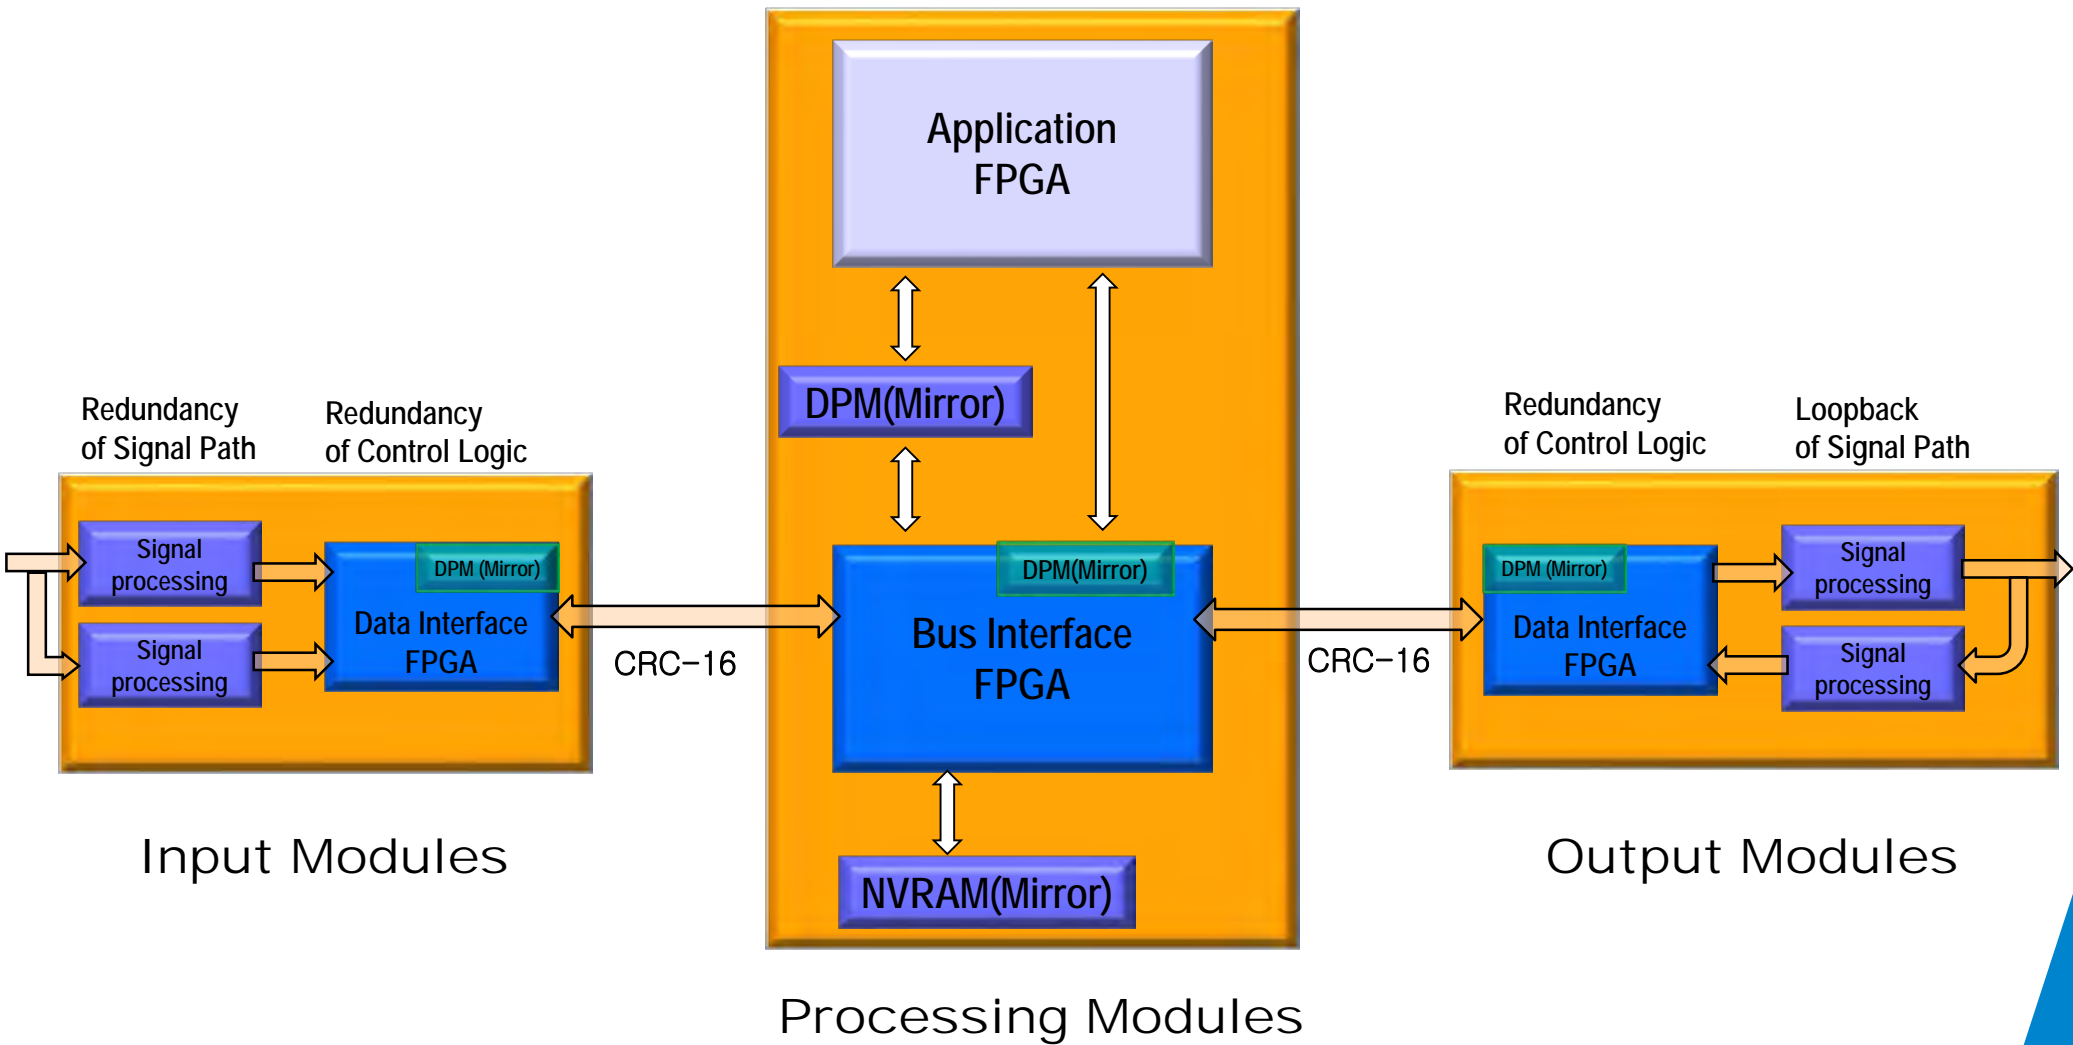 Application
FPGA
DPM(Mirror)
Redundancy
of Signal Path
Redundancy
of Control Logic
Redundancy
of Control Logic
Loopback
of Signal Path
Signal
processing
DPM (Mirror)
Data Interface
FPGA
Signal
processing
CRC-16
DPM(Mirror)
Bus Interface
FPGA
CRC-16
DPM (Mirror)
Data Interface
FPGA
Signal
processing
Signal
processing
NVRAM(Mirror)
Input Modules
Output Modules
Processing Modules